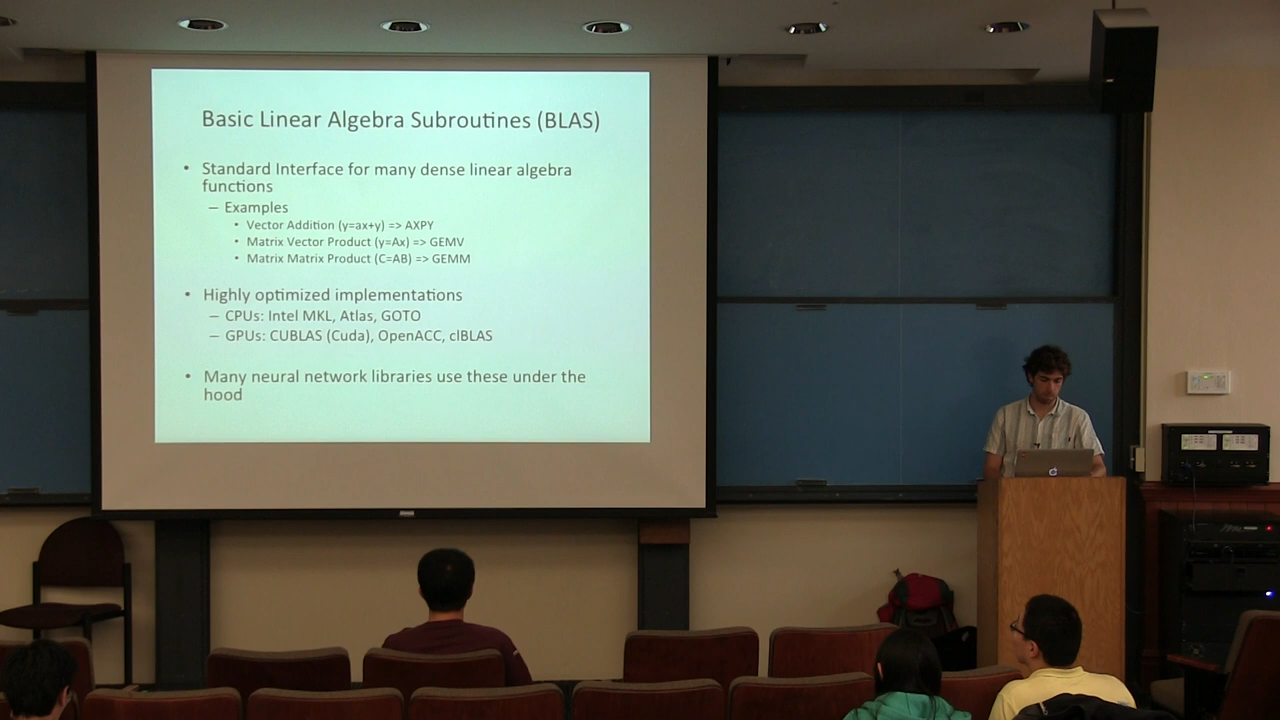 Basic Linear Algebra Subroutines (BLAS)
• Standard Interface for many dense linear algebra
functions
– Examples
• Vector Addition (y=ax+y) => AXPY
• Matrix Vector Product (y=Ax) => GEMV
• Matrix Matrix Product (C=AB) => GEMM
• Highly optimized implementations
– CPUs: Intel MKL, Atlas, GOTO
– GPUs: CUBLAS (Cuda), OpenACC, clBLAS
• Many neural network libraries use these under the
hood